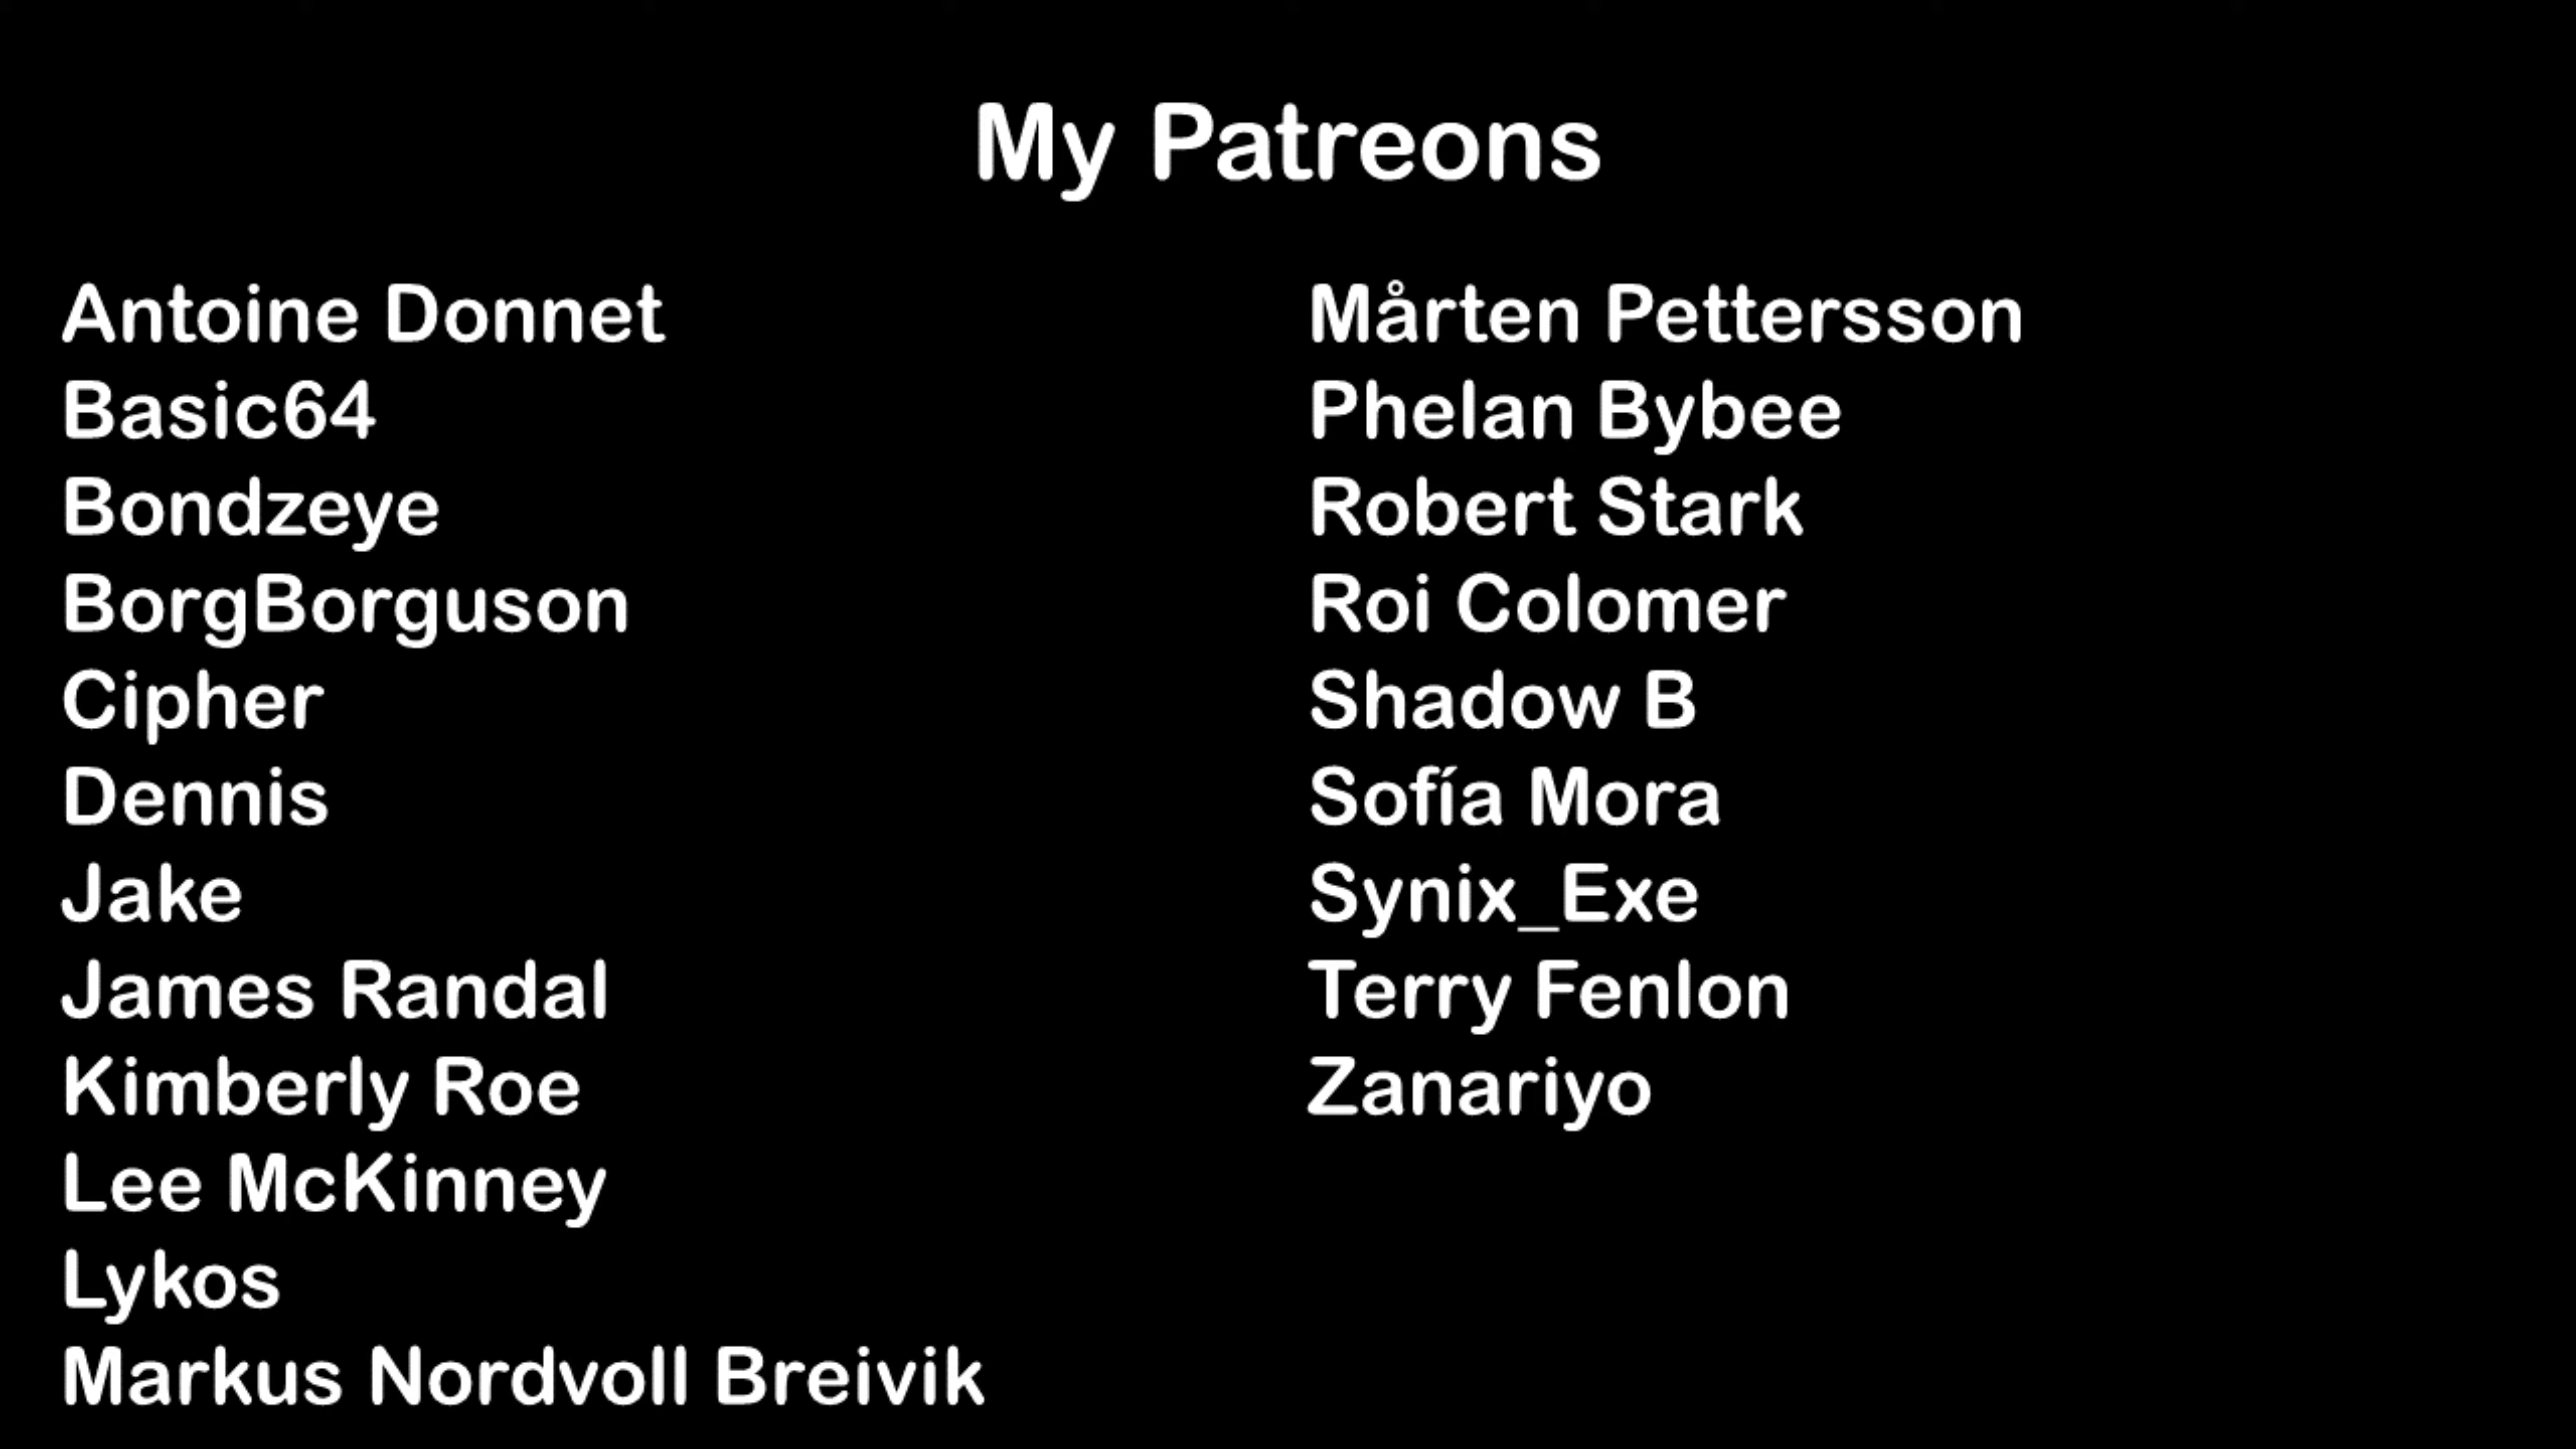 My Patreons
Antoine Donnet
Basic64
Bondzeye
BorgBorguson
Cipher
Dennis
Jake
James Randal
Kimberly Roe
Lee McKinney
Lykos
Markus Nordvoll Breivik
Mårten Pettersson
Phelan Bybee
Robert Stark
Roi Colomer
Shadow B
Sofía Mora
Synix_Exe
Terry Fenlon
Zanariyo